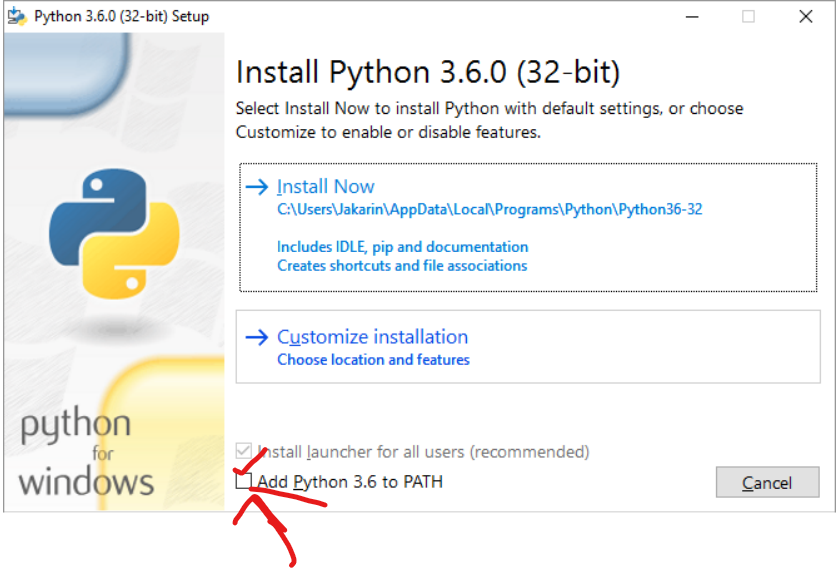 Python 3.6.0 (32-bit) Setup
Install Python 3.6.0 (32-bit)
Select Install Now to install Python with default settings, or choose
Customize to enable or disable features.
Install Now
C:\Users\Jakarin\AppData\Local\Programs\Python\Python36-32
Includes IDLE, pip and documentation
Creates shortcuts and file associations
Customize installation
Choose location and features
python
for
windows
Install launcher for all users (recommended)
Add Python 3.6 to PATH
Cancel